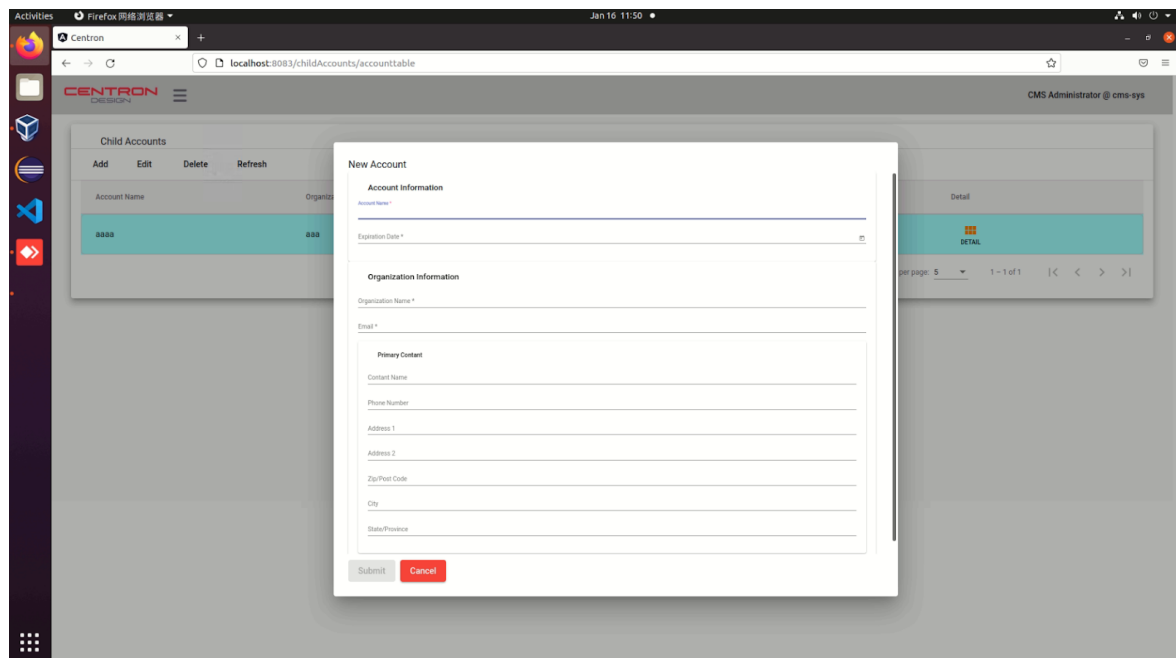 Activities Firefox 网络浏览器 Jan 16 11:50
Centron
localhost:8083/childAccounts/accounttable
CENTRON
DESIGN
CMS Administrator @ cms-sys
Child Accounts
Add Edit Delete Refresh
Account Name Organiza Detail
aaaa aaa DETAIL
per page: 5 1 – 1 of 1
New Account
Account Information
Account Name *
Expiration Date *
Organization Information
Organization Name *
Email *
Primary Contant
Contant Name
Phone Number
Address 1
Address 2
Zip/Post Code
City
State/Province
Submit Cancel